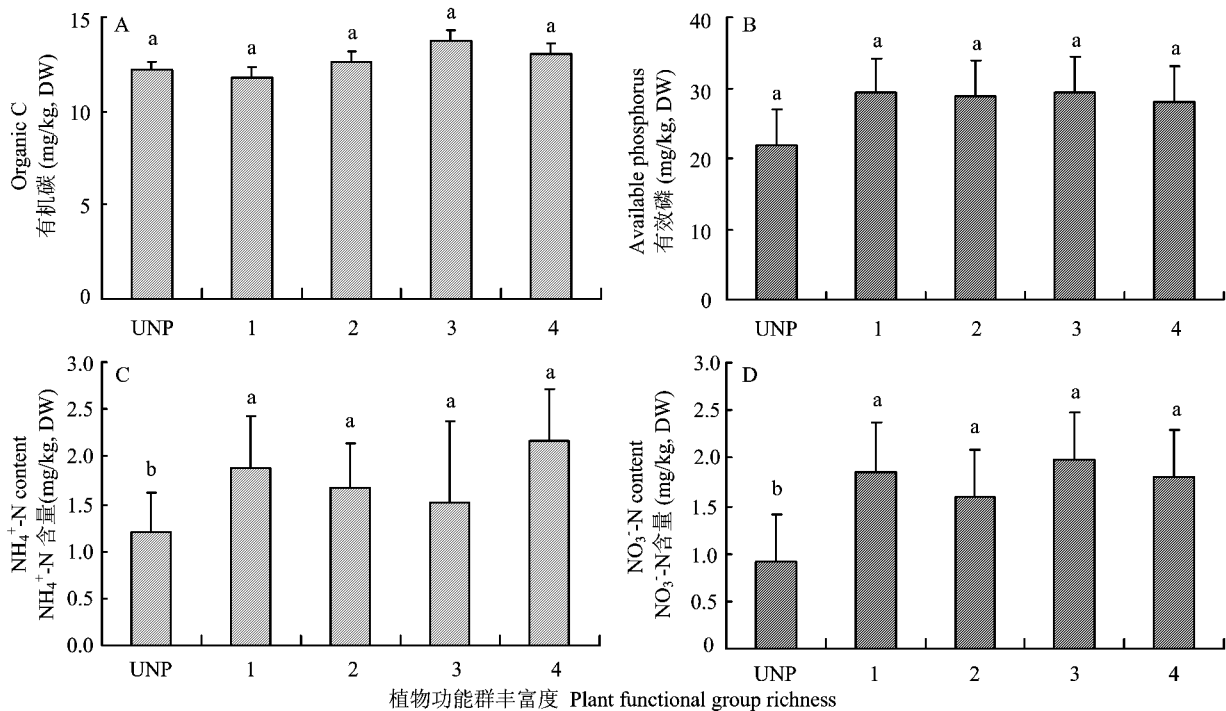 A
Organic C
有机碳 (mg/kg, DW)
15
10
5
0
a
a
a
a
a
UNP
1
2
3
4
B
Available phosphorus
有效磷 (mg/kg, DW)
40
30
20
10
0
a
a
a
a
a
UNP
1
2
3
4
C
NH₄⁺-N content
NH₄⁺-N 含量(mg/kg, DW)
3.0
2.5
2.0
1.5
1.0
0.5
0.0
b
a
a
a
a
UNP
1
2
3
4
D
NO₃⁻-N content
NO₃⁻-N含量 (mg/kg, DW)
3.0
2.5
2.0
1.5
1.0
0.5
0
b
a
a
a
a
UNP
1
2
3
4
植物功能群丰富度 Plant functional group richness